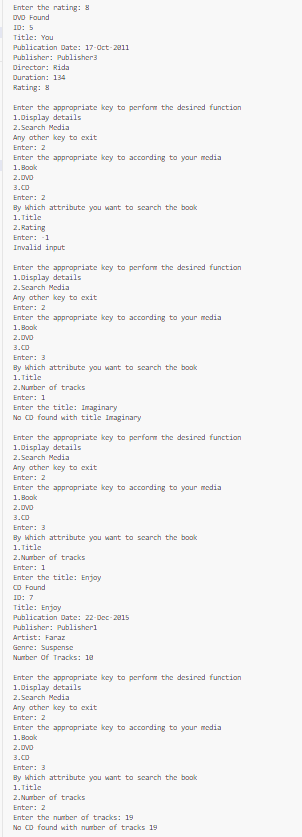 Enter the rating: 8
DVD Found
ID: 5
Title: You
Publication Date: 17-Oct-2011
Publisher: Publisher3
Director: Rida
Duration: 134
Rating: 8
Enter the appropriate key to perform the desired function
1.Display details
2.Search Media
Any other key to exit
Enter: 2
Enter the appropriate key to according to your media
1.Book
2.DVD
3.CD
Enter: 2
By Which attribute you want to search the book
1.Title
2.Rating
Enter: -1
Invalid input
Enter the appropriate key to perform the desired function
1.Display details
2.Search Media
Any other key to exit
Enter: 2
Enter the appropriate key to according to your media
1.Book
2.DVD
3.CD
Enter: 3
By Which attribute you want to search the book
1.Title
2.Number of tracks
Enter: 1
Enter the title: Imaginary
No CD found with title Imaginary
Enter the appropriate key to perform the desired function
1.Display details
2.Search Media
Any other key to exit
Enter: 2
Enter the appropriate key to according to your media
1.Book
2.DVD
3.CD
Enter: 3
By Which attribute you want to search the book
1.Title
2.Number of tracks
Enter: 1
Enter the title: Enjoy
CD Found
ID: 7
Title: Enjoy
Publication Date: 22-Dec-2015
Publisher: Publisher1
Artist: Faraz
Genre: Suspense
Number Of Tracks: 10
Enter the appropriate key to perform the desired function
1.Display details
2.Search Media
Any other key to exit
Enter: 2
Enter the appropriate key to according to your media
1.Book
2.DVD
3.CD
Enter: 3
By Which attribute you want to search the book
1.Title
2.Number of tracks
Enter: 2
Enter the number of tracks: 19
No CD found with number of tracks 19